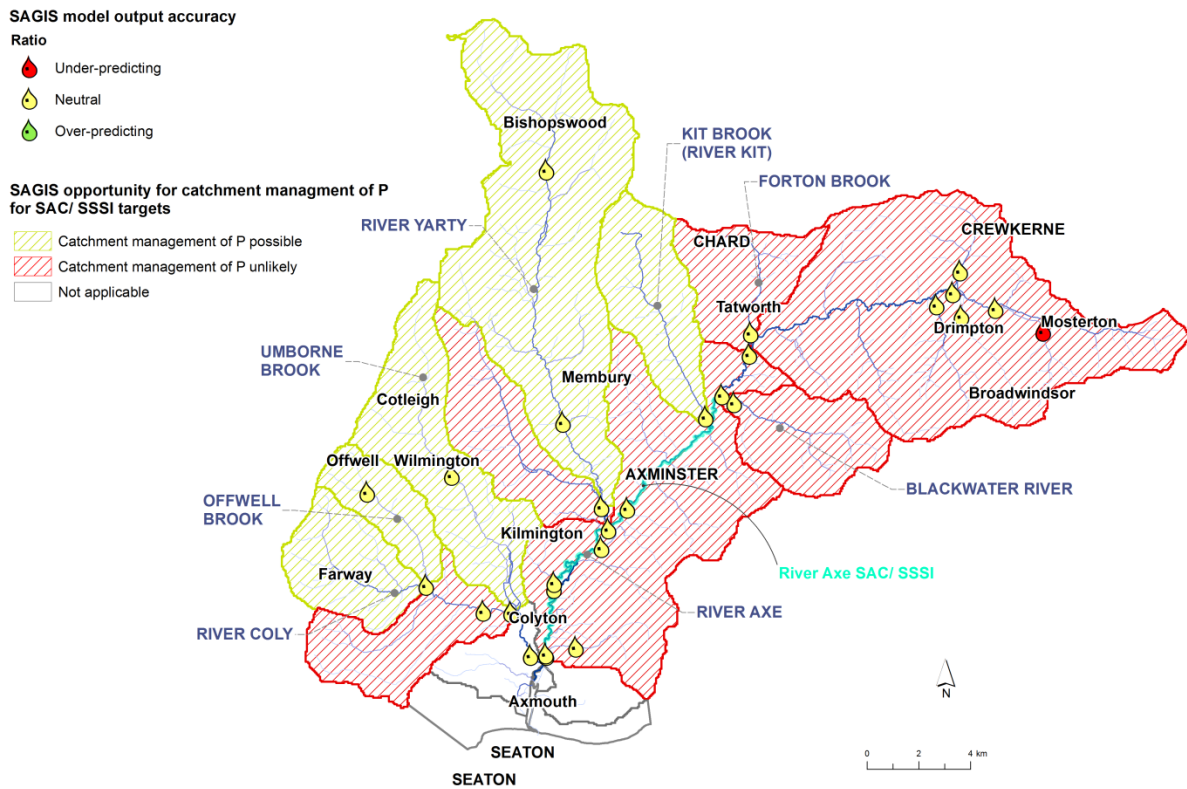 SAGIS model output accuracy
Ratio
Under-predicting
Neutral
Over-predicting
SAGIS opportunity for catchment managment of P
for SAC/ SSSI targets
Catchment management of P possible
Catchment management of P unlikely
Not applicable
Bishopswood
KIT BROOK
(RIVER KIT)
FORTON BROOK
RIVER YARTY
CHARD
CREWKERNE
Tatworth
Drimpton
Mosterton
UMBORNE
BROOK
Membury
Broadwindsor
Cotleigh
Offwell
Wilmington
AXMINSTER
BLACKWATER RIVER
OFFWELL
BROOK
Kilmington
Farway
River Axe SAC/ SSSI
RIVER COLY
Colyton
RIVER AXE
Axmouth
N
SEATON
SEATON
0 2 4 km